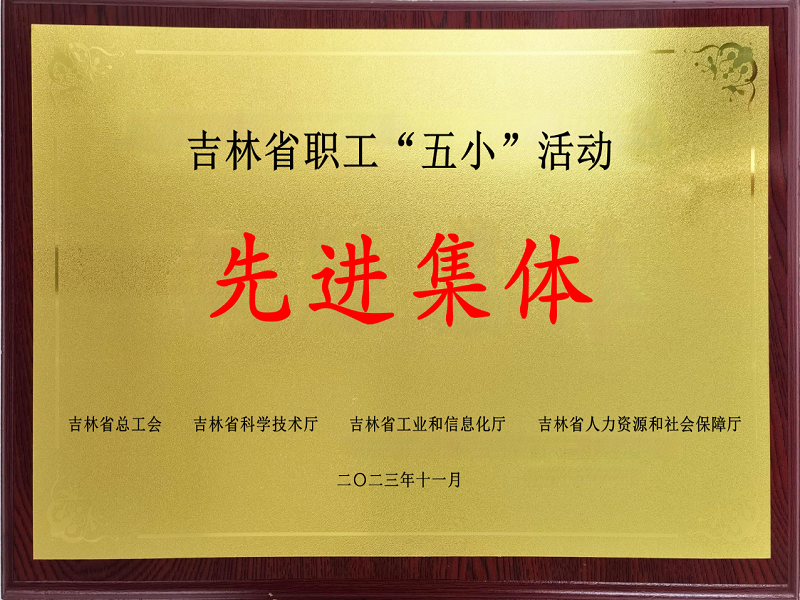 吉林省职工“五小”活动
先进集体
吉林省总工会 吉林省科学技术厅 吉林省工业和信息化厅 吉林省人力资源和社会保障厅
二〇二三年十一月